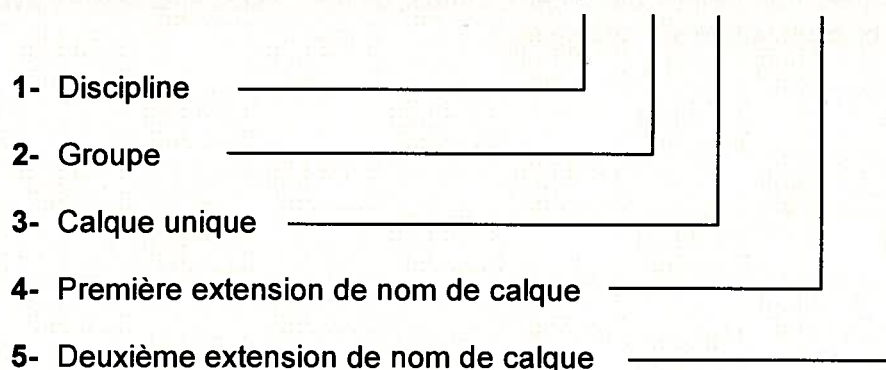 1- Discipline
2- Groupe
3- Calque unique
4- Première extension de nom de calque
5- Deuxième extension de nom de calque